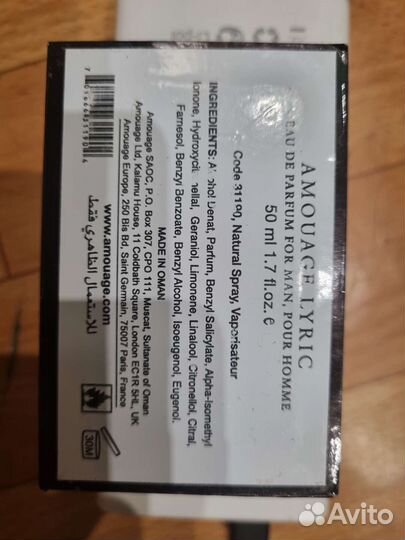 AMOUAGE LYRIC
EAU DE PARFUM FOR MAN, POUR HOMME
50 ml 1.7 fl.oz. e
Code 31190, Natural Spray, Vaporisateur
INGREDIENTS: Alcohol Denat, Parfum, Benzyl Salicylate, Alpha-Isomethyl
Ionone, Hydroxycitronellal, Geraniol, Limonene, Linalool, Citronellol, Citral,
Farnesol, Benzyl Benzoate, Benzyl Alcohol, Isoeugenol, Eugenol.
MADE IN OMAN
Amouage SAOC, P.O. Box 307, CPO 111, Muscat, Sultanate of Oman
Amouage Ltd, Kalamu House, 11 Coldbath Square, London EC1R 5HL, UK
Amouage Europe, 250 Bis Bd, Saint Germain, 75007 Paris, France
www.amouage.com
للاستعمال الظاهري فقط
30M
Avito